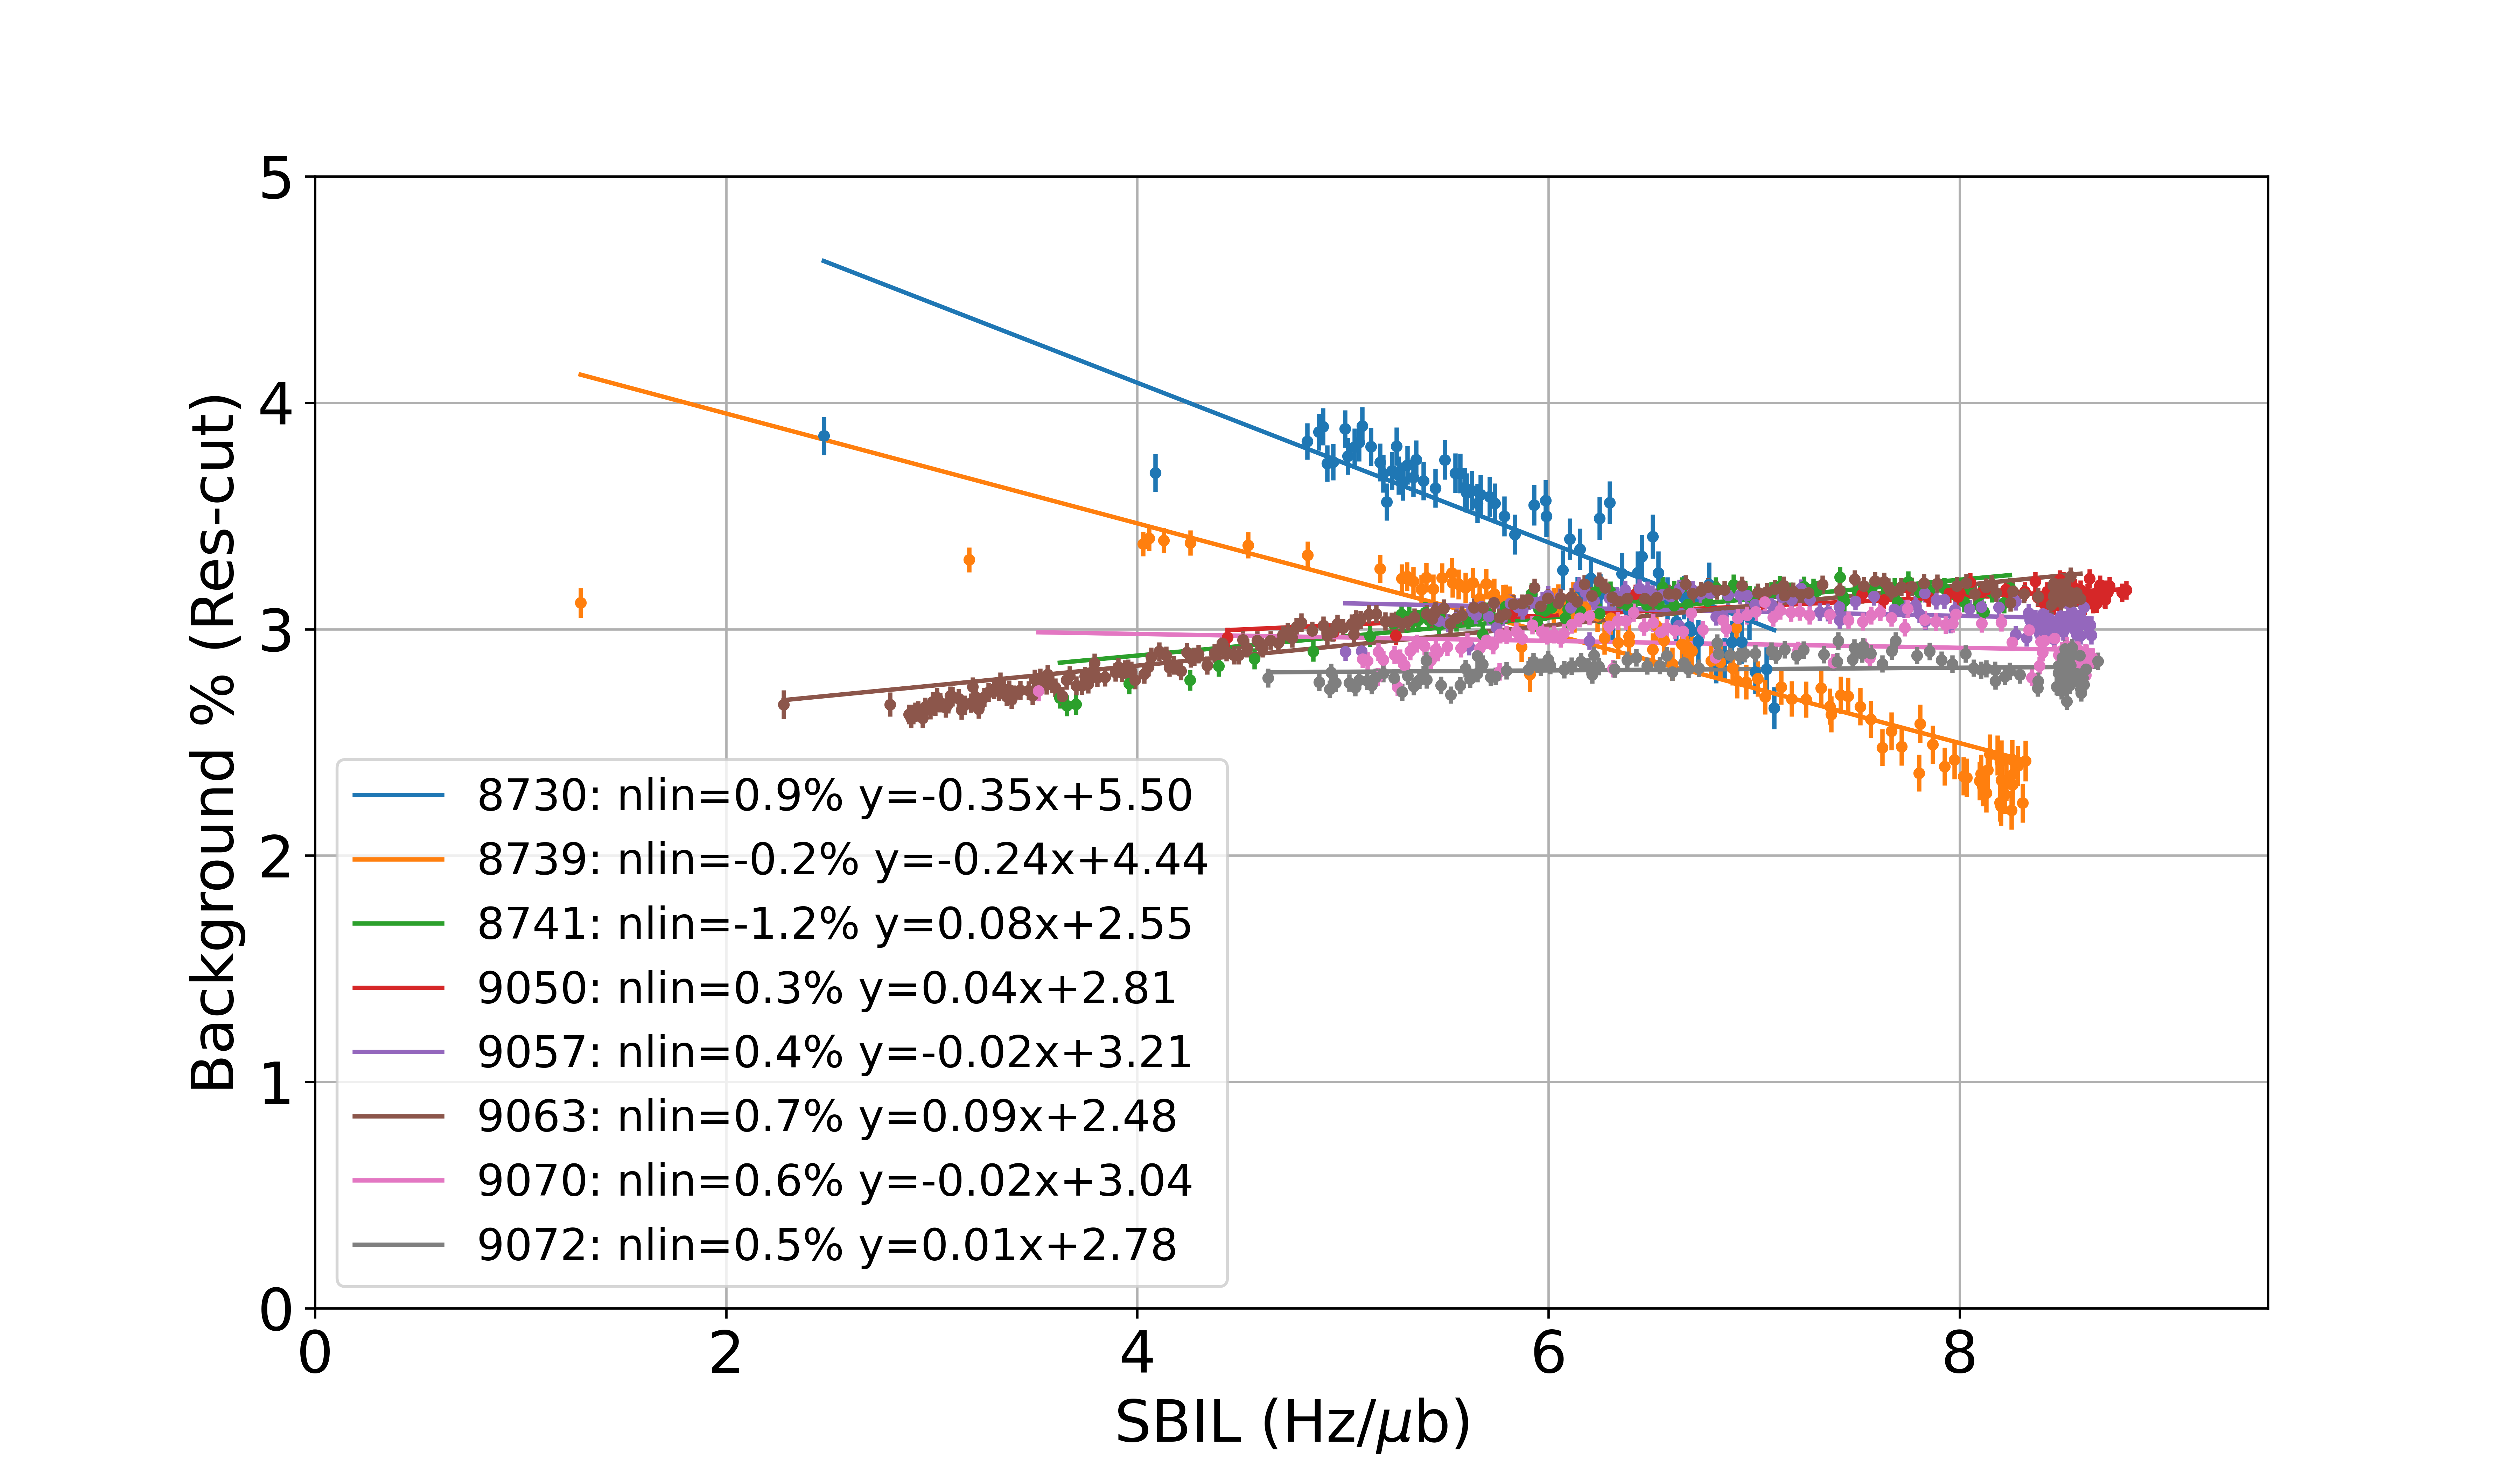 5
4
3
2
1
0
Background % (Res-cut)
8730: nlin=0.9% y=-0.35x+5.50
8739: nlin=-0.2% y=-0.24x+4.44
8741: nlin=-1.2% y=0.08x+2.55
9050: nlin=0.3% y=0.04x+2.81
9057: nlin=0.4% y=-0.02x+3.21
9063: nlin=0.7% y=0.09x+2.48
9070: nlin=0.6% y=-0.02x+3.04
9072: nlin=0.5% y=0.01x+2.78
0 2 4 6 8
SBIL (Hz/μb)